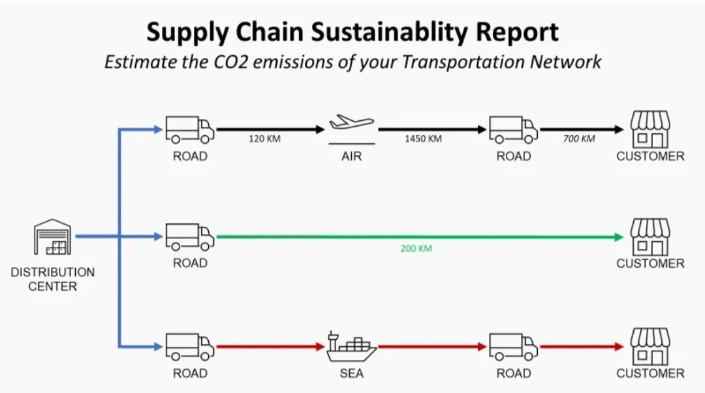 Supply Chain Sustainablity Report
Estimate the CO2 emissions of your Transportation Network
120 KM
1450 KM
700 KM
ROAD
AIR
ROAD
CUSTOMER
200 KM
ROAD
CUSTOMER
DISTRIBUTION
CENTER
ROAD
SEA
ROAD
CUSTOMER